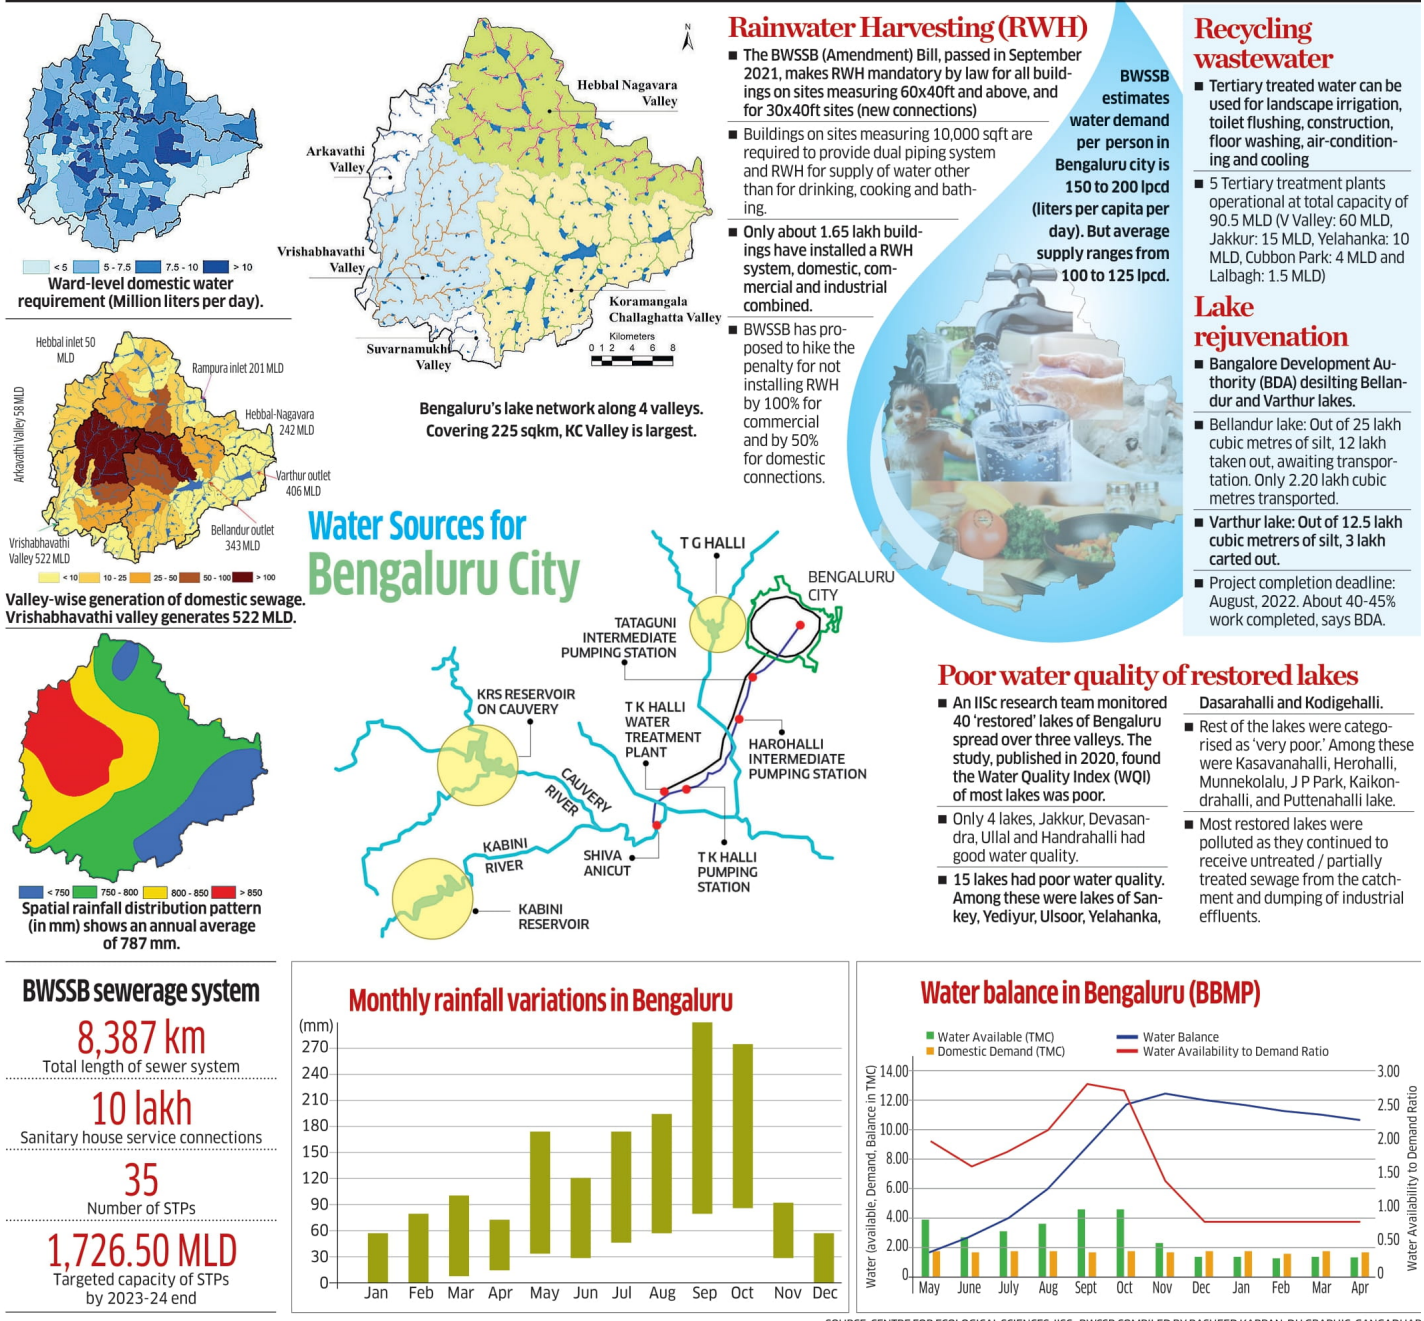 < 5
5 - 7.5
7.5 - 10
> 10
Ward-level domestic water
requirement (Million liters per day).
N
Hebbal Nagavara
Valley
Arkavathi
Valley
Vrishabhavathi
Valley
Koramangala
Challaghatta Valley
Suvarnamukhi
Valley
Kilometers
0 1 2 4 6 8
Bengaluru's lake network along 4 valleys.
Covering 225 sqkm, KC Valley is largest.
Hebbal inlet 50
MLD
Rampura inlet 201 MLD
Arkavathi Valley 58 MLD
Hebbal-Nagavara
242 MLD
Varthur outlet
406 MLD
Bellandur outlet
343 MLD
Vrishabhavathi
Valley 522 MLD
< 10
10 - 25
25 - 50
50 - 100
> 100
Valley-wise generation of domestic sewage.
Vrishabhavathi valley generates 522 MLD.
< 750
750 - 800
800 - 850
> 850
Spatial rainfall distribution pattern
(in mm) shows an annual average
of 787 mm.
Rainwater Harvesting (RWH)
■ The BWSSB (Amendment) Bill, passed in September
2021, makes RWH mandatory by law for all build-
ings on sites measuring 60x40ft and above, and
for 30x40ft sites (new connections)
■ Buildings on sites measuring 10,000 sqft are
required to provide dual piping system
and RWH for supply of water other
than for drinking, cooking and bath-
ing.
■ Only about 1.65 lakh build-
ings have installed a RWH
system, domestic, com-
mercial and industrial
combined.
■ BWSSB has pro-
posed to hike the
penalty for not
installing RWH
by 100% for
commercial
and by 50%
for domestic
connections.
BWSSB
estimates
water demand
per person in
Bengaluru city is
150 to 200 lpcd
(liters per capita per
day). But average
supply ranges from
100 to 125 lpcd.
Recycling
wastewater
■ Tertiary treated water can be
used for landscape irrigation,
toilet flushing, construction,
floor washing, air-condition-
ing and cooling
■ 5 Tertiary treatment plants
operational at total capacity of
90.5 MLD (V Valley: 60 MLD,
Jakkur: 15 MLD, Yelahanka: 10
MLD, Cubbon Park: 4 MLD and
Lalbagh: 1.5 MLD)
Lake
rejuvenation
■ Bangalore Development Au-
thority (BDA) desilting Bellan-
dur and Varthur lakes.
■ Bellandur lake: Out of 25 lakh
cubic metres of silt, 12 lakh
taken out, awaiting transpor-
tation. Only 2.20 lakh cubic
metres transported.
■ Varthur lake: Out of 12.5 lakh
cubic metrers of silt, 3 lakh
carted out.
■ Project completion deadline:
August, 2022. About 40-45%
work completed, says BDA.
Water Sources for
Bengaluru City
T G HALLI
BENGALURU
CITY
TATAGUNI
INTERMEDIATE
PUMPING STATION
KRS RESERVOIR
ON CAUVERY
T K HALLI
WATER
TREATMENT
PLANT
HAROHALLI
INTERMEDIATE
PUMPING STATION
CAUVERY
RIVER
KABINI
RIVER
SHIVA
ANICUT
T K HALLI
PUMPING
STATION
KABINI
RESERVOIR
Poor water quality of restored lakes
■ An IISc research team monitored
40 'restored' lakes of Bengaluru
spread over three valleys. The
study, published in 2020, found
the Water Quality Index (WQI)
of most lakes was poor.
■ Only 4 lakes, Jakkur, Devasan-
dra, Ullal and Handrahalli had
good water quality.
■ 15 lakes had poor water quality.
Among these were lakes of San-
key, Yediyur, Ulsoor, Yelahanka,
Dasarahalli and Kodigehalli.
■ Rest of the lakes were catego-
rised as 'very poor.' Among these
were Kasavanahalli, Herohalli,
Munnekolalu, J P Park, Kaikon-
drahalli, and Puttenahalli lake.
■ Most restored lakes were
polluted as they continued to
receive untreated / partially
treated sewage from the catch-
ment and dumping of industrial
effluents.
BWSSB sewerage system
8,387 km
Total length of sewer system
10 lakh
Sanitary house service connections
35
Number of STPs
1,726.50 MLD
Targeted capacity of STPs
by 2023-24 end
Monthly rainfall variations in Bengaluru
(mm)
270
240
210
180
150
120
90
60
30
0
Jan Feb Mar Apr May Jun Jul Aug Sep Oct Nov Dec
Water balance in Bengaluru (BBMP)
Water Available (TMC)
Domestic Demand (TMC)
Water Balance
Water Availability to Demand Ratio
Water (available, Demand, Balance in TMC)
14.00
12.00
10.00
8.00
6.00
4.00
2.00
0
3.00
2.50
2.00
1.50
1.00
0.50
0
Water Availability to Demand Ratio
May June July Aug Sept Oct Nov Dec Jan Feb Mar Apr